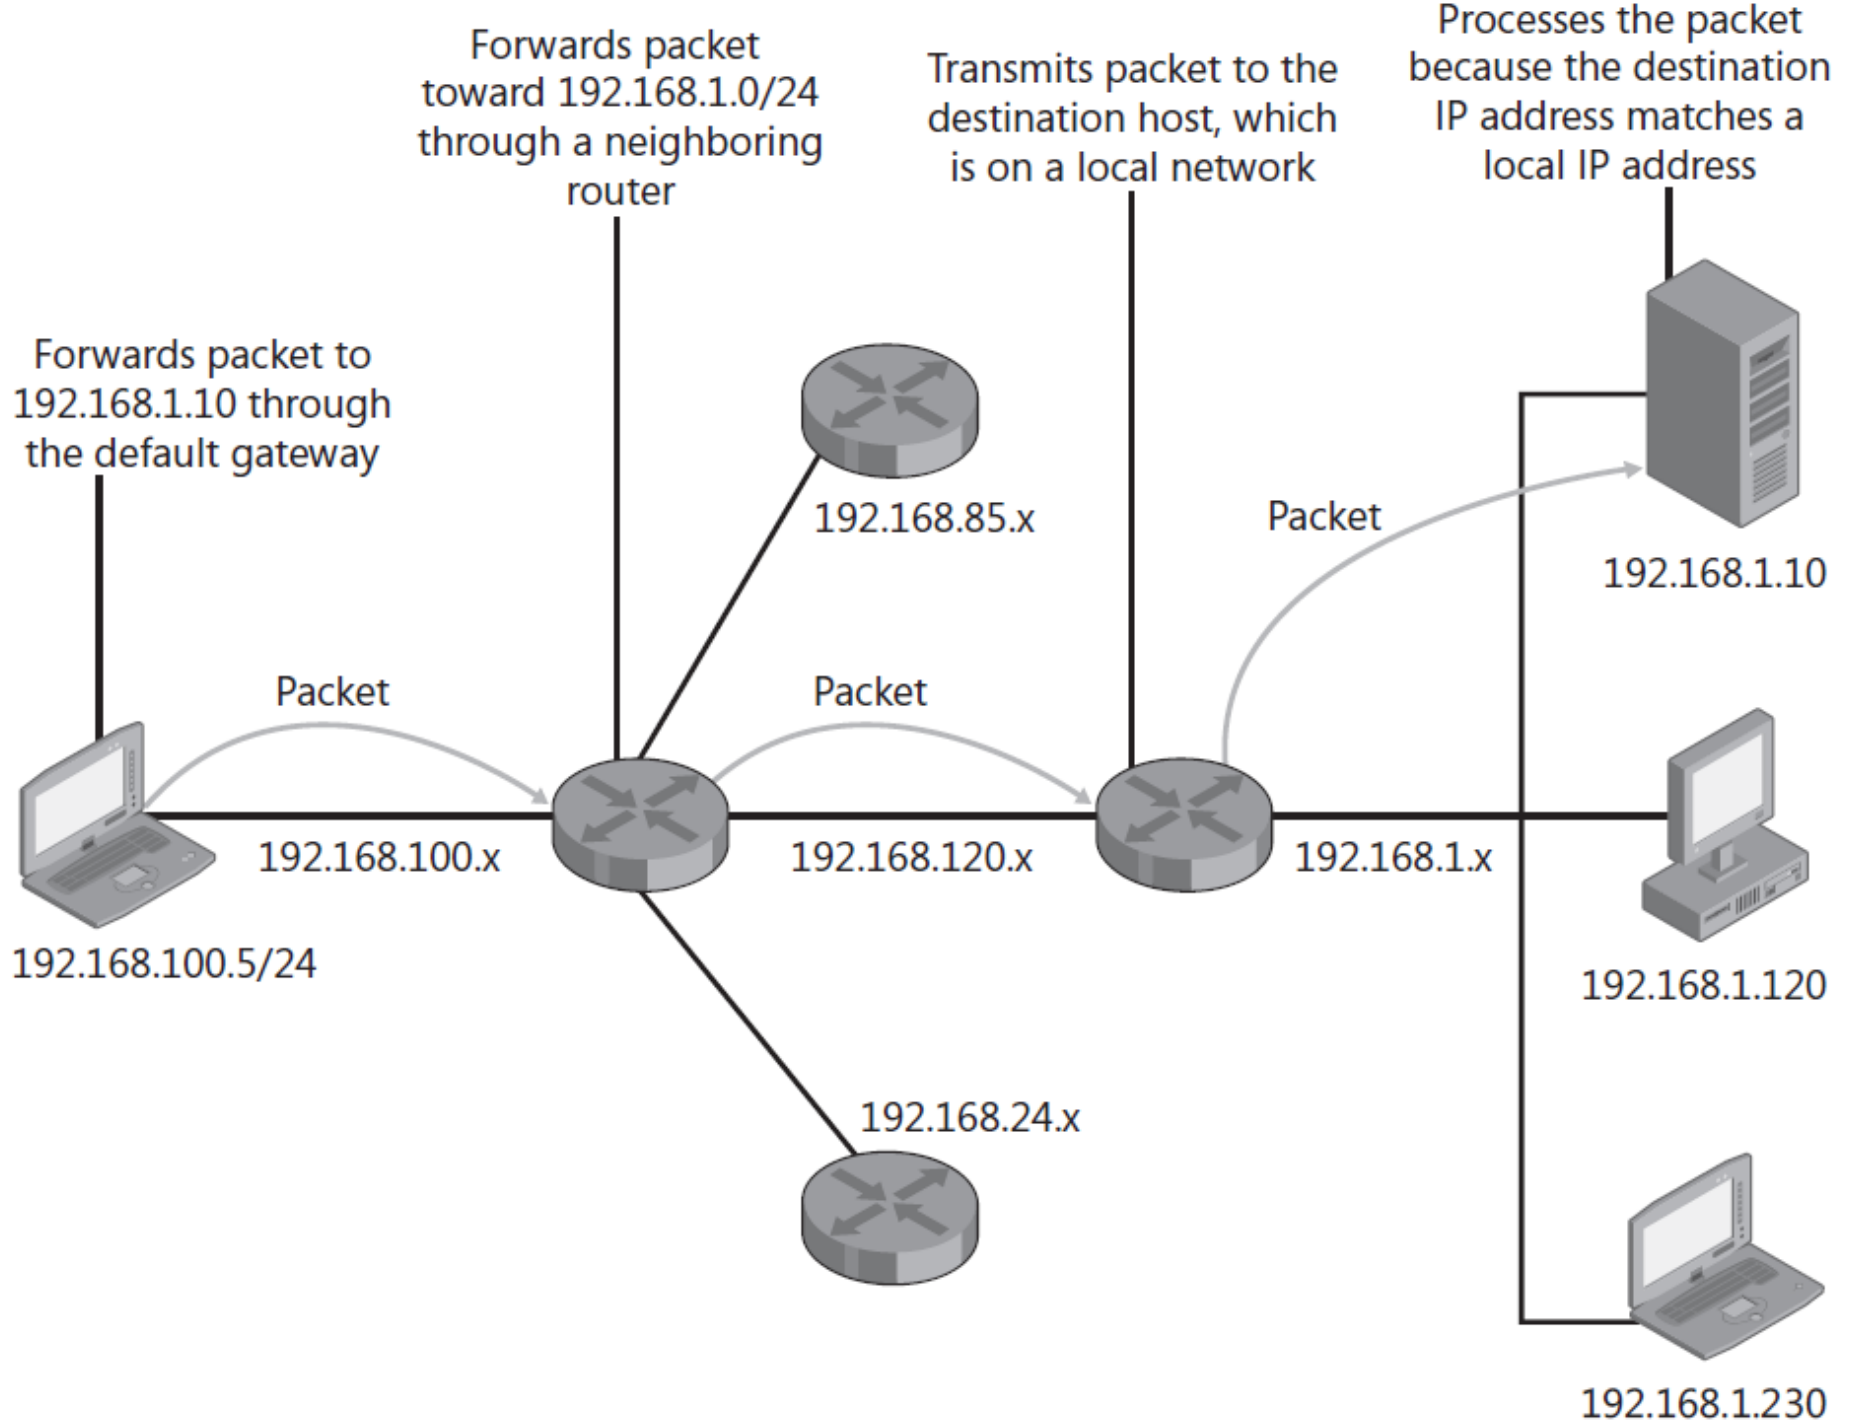 Forwards packet
toward 192.168.1.0/24
through a neighboring
router
Transmits packet to the
destination host, which
is on a local network
Processes the packet
because the destination
IP address matches a
local IP address
Forwards packet to
192.168.1.10 through
the default gateway
192.168.85.x
Packet
192.168.1.10
Packet
Packet
192.168.100.x
192.168.120.x
192.168.1.x
192.168.100.5/24
192.168.1.120
192.168.24.x
192.168.1.230